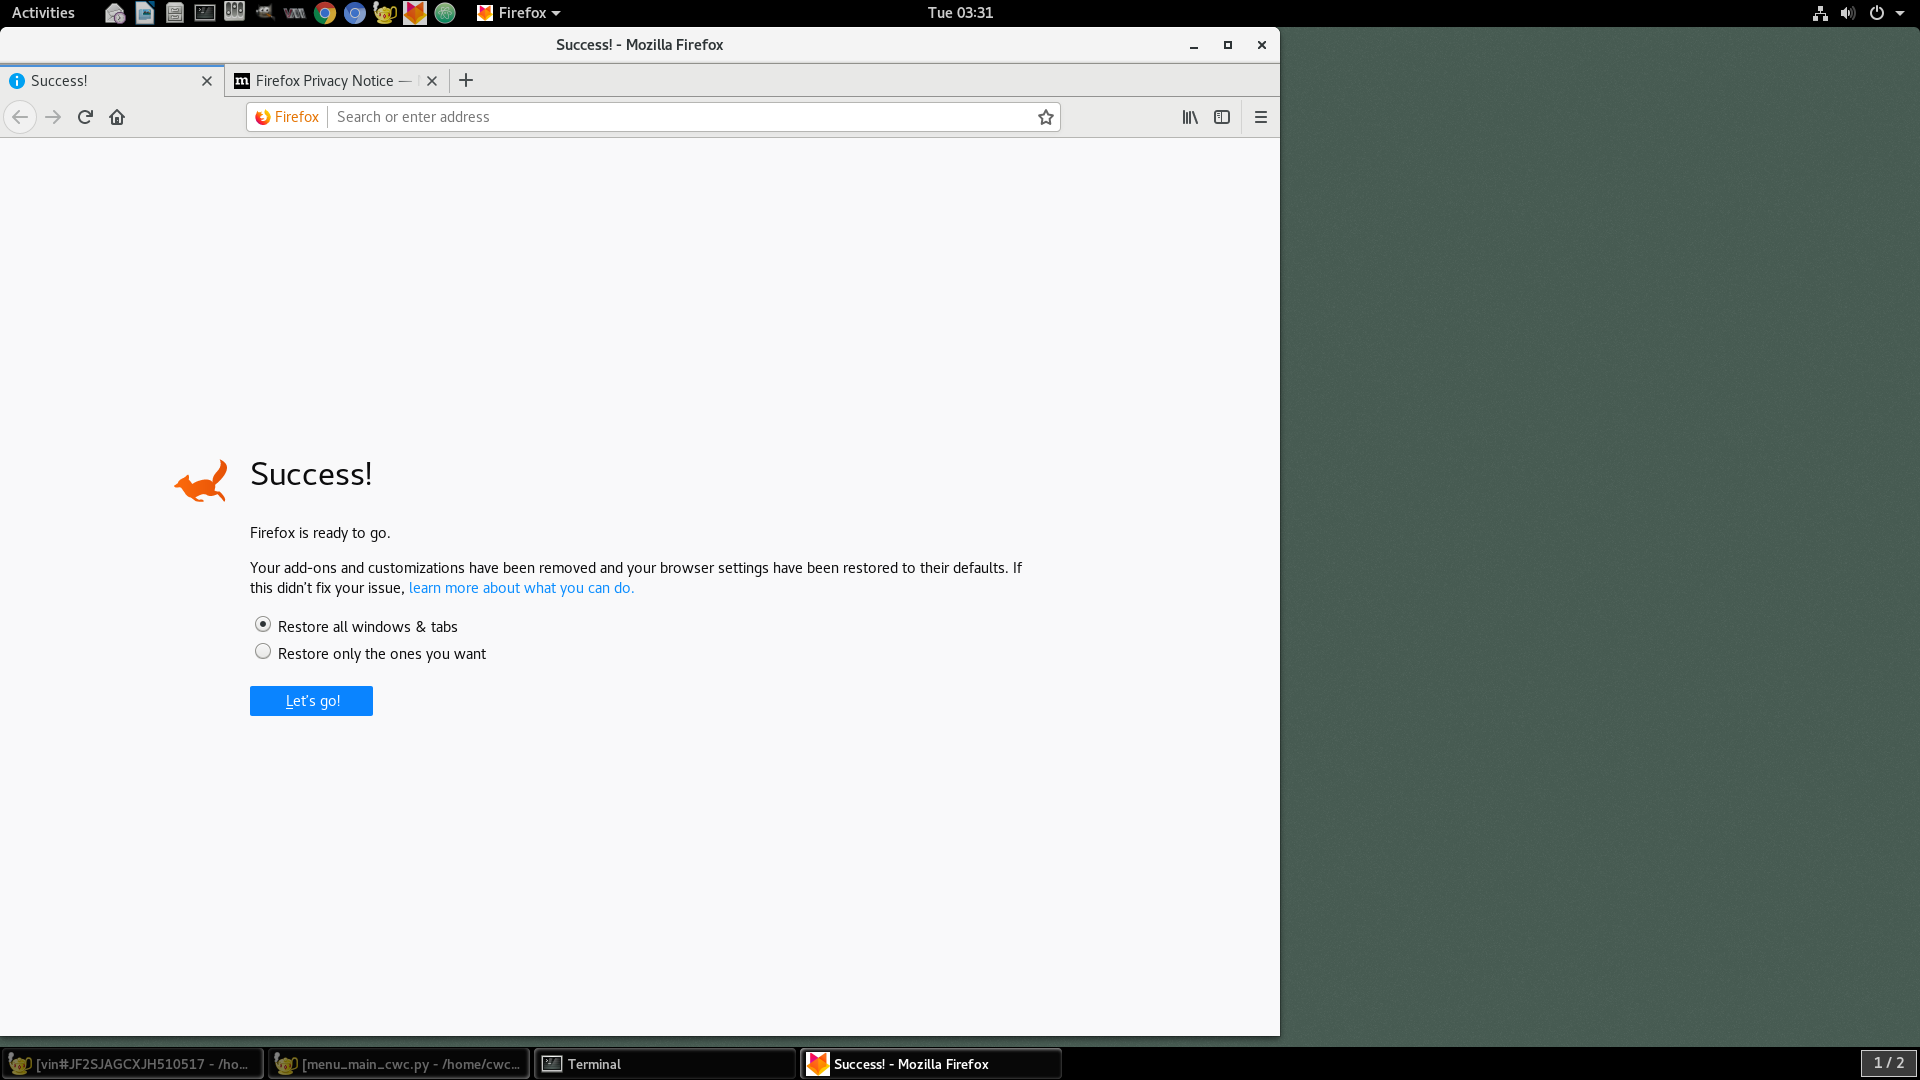 Activities
Firefox
Tue 03:31
Success! - Mozilla Firefox
Success!
Firefox Privacy Notice —
Firefox
Search or enter address
Success!
Firefox is ready to go.
Your add-ons and customizations have been removed and your browser settings have been restored to their defaults. If
this didn’t fix your issue, learn more about what you can do.
Restore all windows & tabs
Restore only the ones you want
Let’s go!
[vin#JF2SJAGCXJH510517 - /ho...
[menu_main_cwc.py - /home/cwc...
Terminal
Success! - Mozilla Firefox
1 / 2